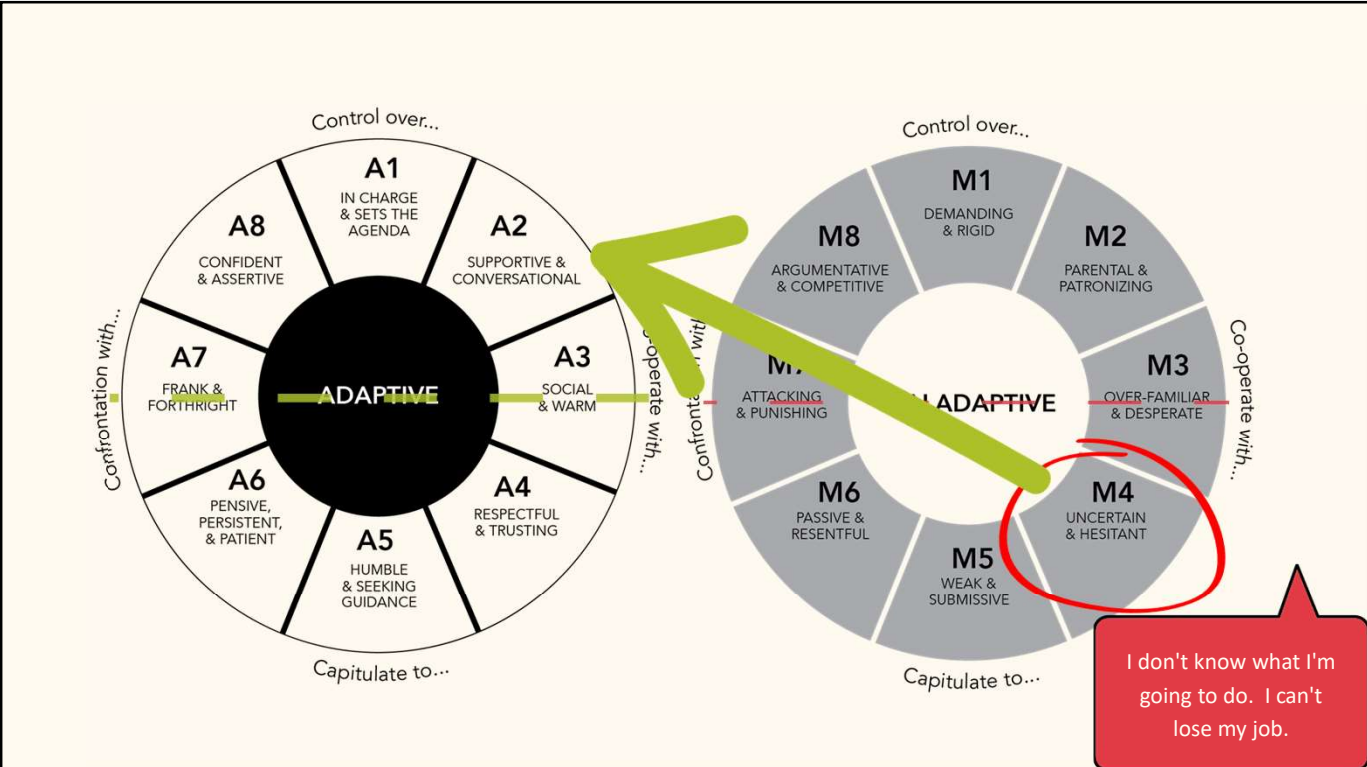 Control over...
A1
IN CHARGE
& SETS THE
AGENDA
A2
SUPPORTIVE &
CONVERSATIONAL
A3
SOCIAL
& WARM
A4
RESPECTFUL
& TRUSTING
A5
HUMBLE
& SEEKING
GUIDANCE
A6
PENSIVE,
PERSISTENT,
& PATIENT
A7
FRANK &
FORTHRIGHT
A8
CONFIDENT
& ASSERTIVE
ADAPTIVE
Confrontation with...
-operate with...
Capitulate to...
Control over...
M1
DEMANDING
& RIGID
M2
PARENTAL &
PATRONIZING
M3
OVER-FAMILIAR
& DESPERATE
M4
UNCERTAIN
& HESITANT
M5
WEAK &
SUBMISSIVE
M6
PASSIVE &
RESENTFUL
ATTACKING
& PUNISHING
M8
ARGUMENTATIVE
& COMPETITIVE
ADAPTIVE
Co-operate with...
Capitulate to...
I don't know what I'm
going to do. I can't
lose my job.